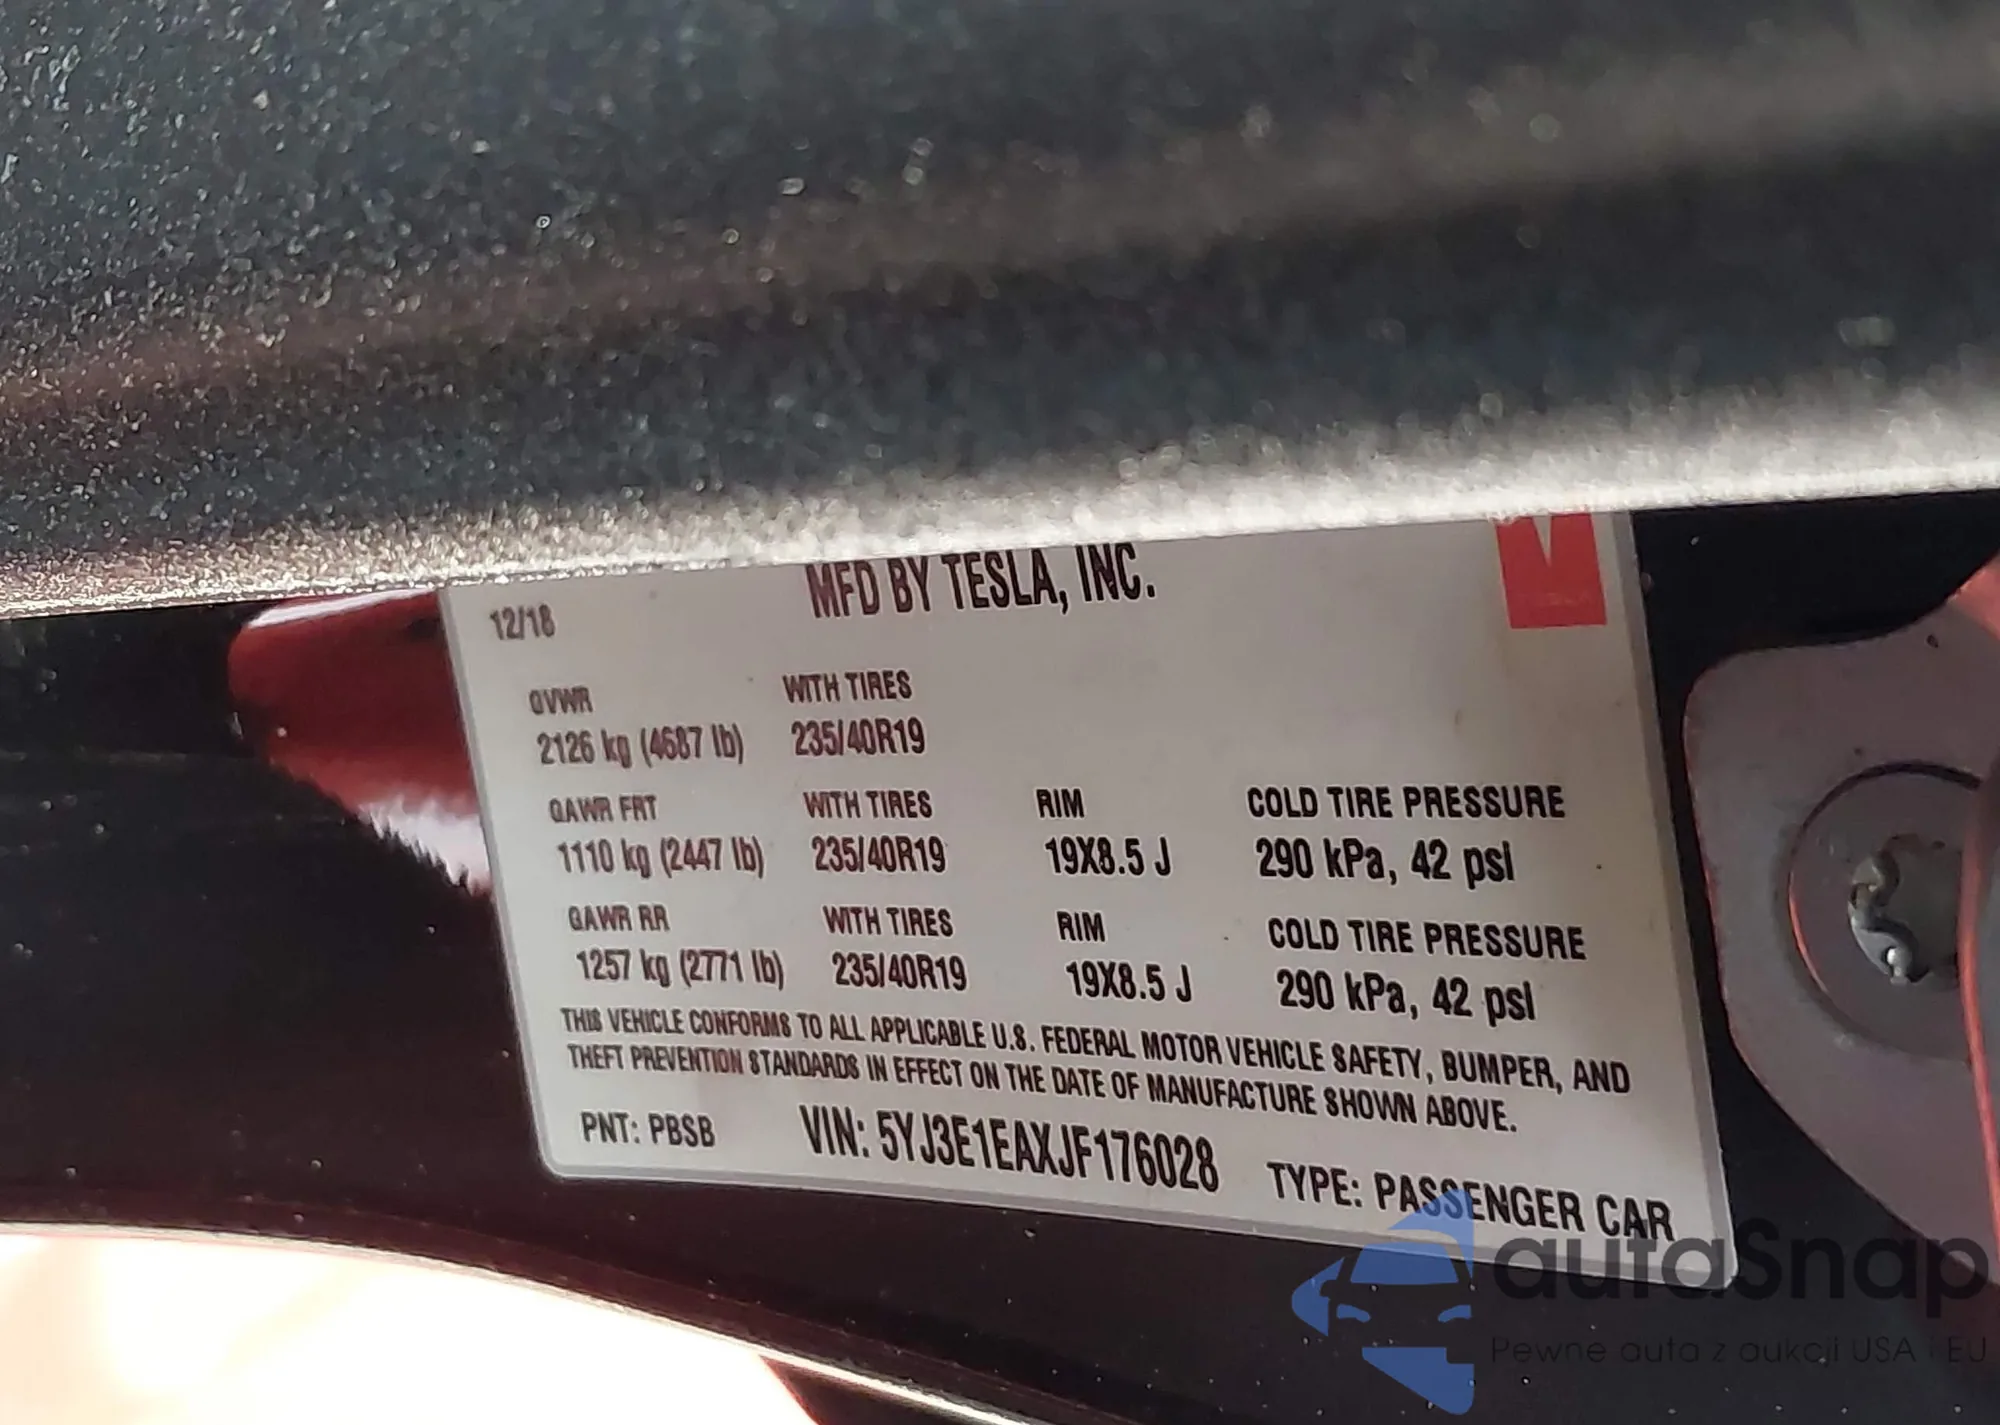 MFD BY TESLA, INC.
12/18
GVWR WITH TIRES
2126 kg (4687 lb) 235/40R19
GAWR FRT WITH TIRES RIM COLD TIRE PRESSURE
1110 kg (2447 lb) 235/40R19 19X8.5 J 290 kPa, 42 psi
GAWR RR WITH TIRES RIM COLD TIRE PRESSURE
1257 kg (2771 lb) 235/40R19 19X8.5 J 290 kPa, 42 psi
THIS VEHICLE CONFORMS TO ALL APPLICABLE U.S. FEDERAL MOTOR VEHICLE SAFETY, BUMPER, AND
THEFT PREVENTION STANDARDS IN EFFECT ON THE DATE OF MANUFACTURE SHOWN ABOVE.
PNT: PBSB VIN: 5YJ3E1EAXJF176028 TYPE: PASSENGER CAR
autaSnap
Pewne auta z aukcji USA i EU